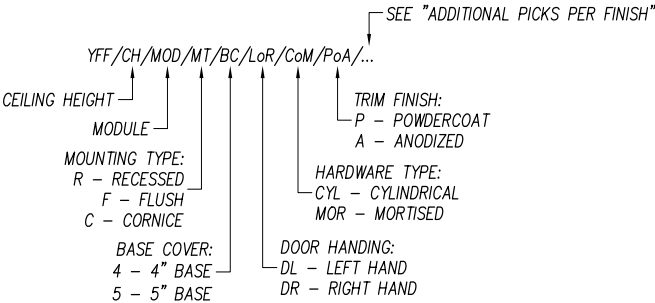 SEE "ADDITIONAL PICKS PER FINISH"
YFF/CH/MOD/MT/BC/LoR/CoM/PoA/...
CEILING HEIGHT
MODULE
MOUNTING TYPE:
R – RECESSED
F – FLUSH
C – CORNICE
BASE COVER:
4 – 4" BASE
5 – 5" BASE
DOOR HANDING:
DL – LEFT HAND
DR – RIGHT HAND
HARDWARE TYPE:
CYL – CYLINDRICAL
MOR – MORTISED
TRIM FINISH:
P – POWDERCOAT
A – ANODIZED